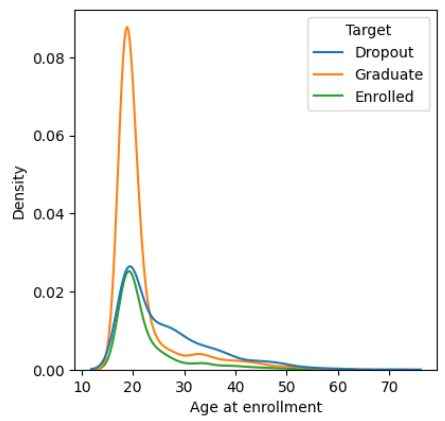 Target
Dropout
Graduate
Enrolled
0.08
0.06
0.04
0.02
0.00
Density
10 20 30 40 50 60 70
Age at enrollment